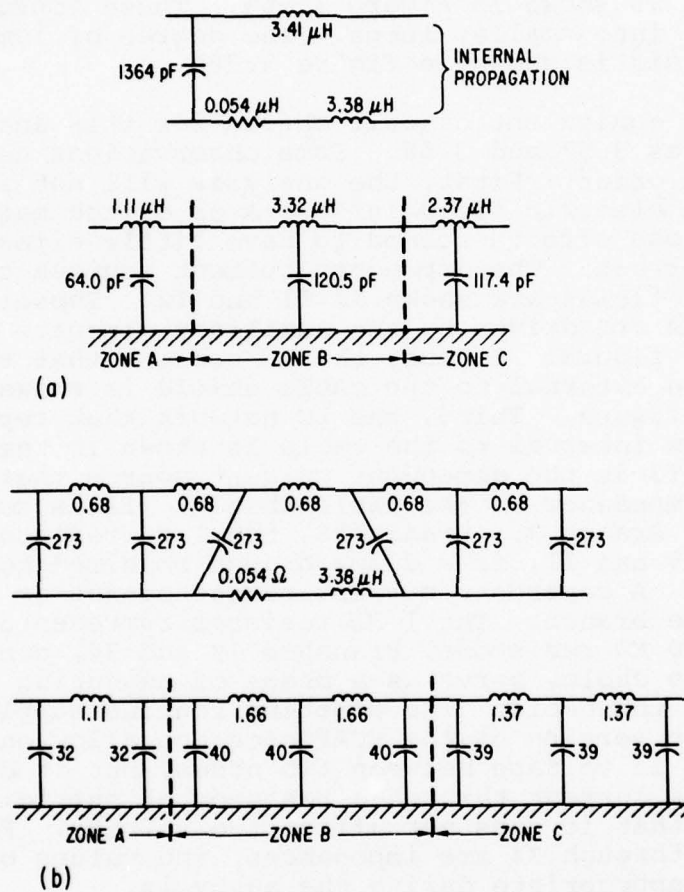 3.41 μH
1364 pF
INTERNAL
PROPAGATION
0.054 μH 3.38 μH
1.11 μH 3.32 μH 2.37 μH
64.0 pF 120.5 pF 117.4 pF
ZONE A ZONE B ZONE C
(a)
0.68 0.68 0.68 0.68 0.68
273 273 273 273 273 273
0.054 Ω 3.38 μH
1.11 1.66 1.66 1.37 1.37
32 32 40 40 40 39 39 39
ZONE A ZONE B ZONE C
(b)